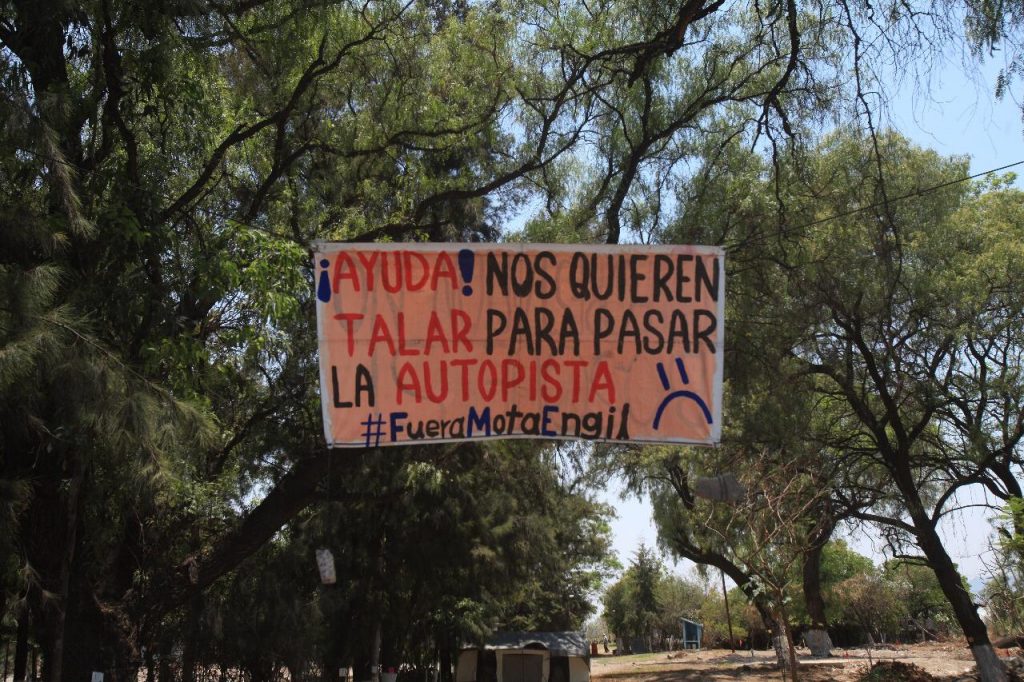 ¡AYUDA! NOS QUIEREN
TALAR PARA PASAR
LA AUTOPISTA
#FueraMotaEngil